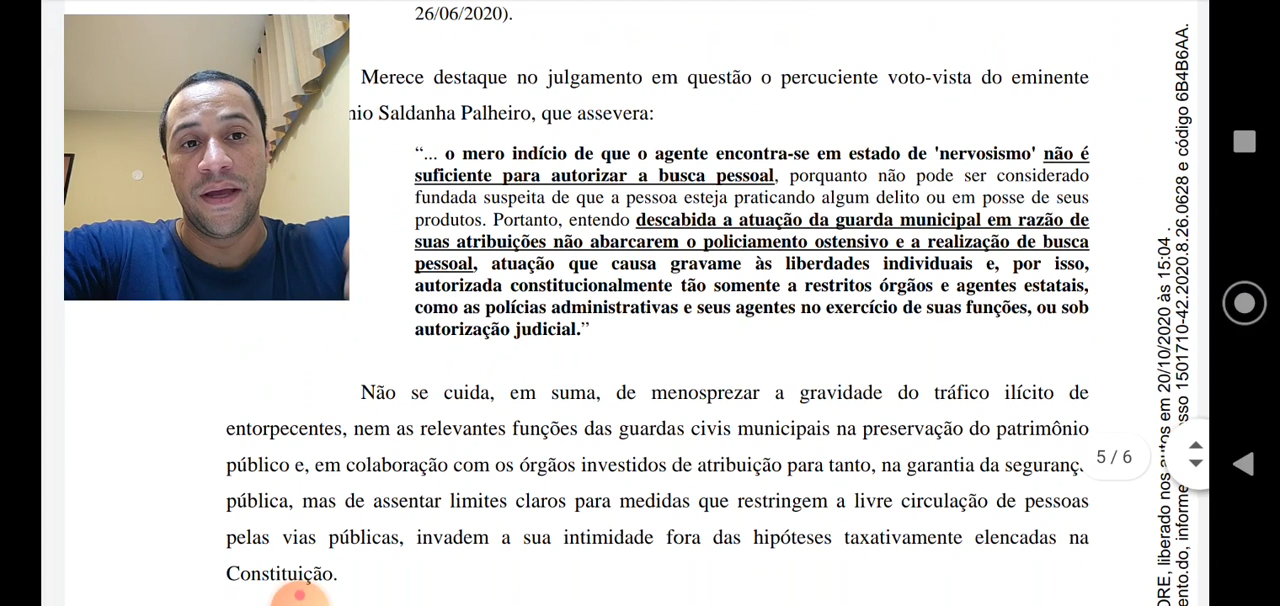 26/06/2020).
Merece destaque no julgamento em questão o percuciente voto-vista do eminente
nio Saldanha Palheiro, que assevera:
“... o mero indício de que o agente encontra-se em estado de 'nervosismo' não é
suficiente para autorizar a busca pessoal, porquanto não pode ser considerado
fundada suspeita de que a pessoa esteja praticando algum delito ou em posse de seus
produtos. Portanto, entendo descabida a atuação da guarda municipal em razão de
suas atribuições não abarcarem o policiamento ostensivo e a realização de busca
pessoal, atuação que causa gravame às liberdades individuais e, por isso,
autorizada constitucionalmente tão somente a restritos órgãos e agentes estatais,
como as polícias administrativas e seus agentes no exercício de suas funções, ou sob
autorização judicial.”
Não se cuida, em suma, de menosprezar a gravidade do tráfico ilícito de
entorpecentes, nem as relevantes funções das guardas civis municipais na preservação do patrimônio
público e, em colaboração com os órgãos investidos de atribuição para tanto, na garantia da segurança
pública, mas de assentar limites claros para medidas que restringem a livre circulação de pessoas
pelas vias públicas, invadem a sua intimidade fora das hipóteses taxativamente elencadas na
Constituição.
5 / 6
DRE, liberado nos autos em 20/10/2020 às 15:04 .
ento.do, informe sso 1501710-42.2020.8.26.0628 e código 6B4B6AA.